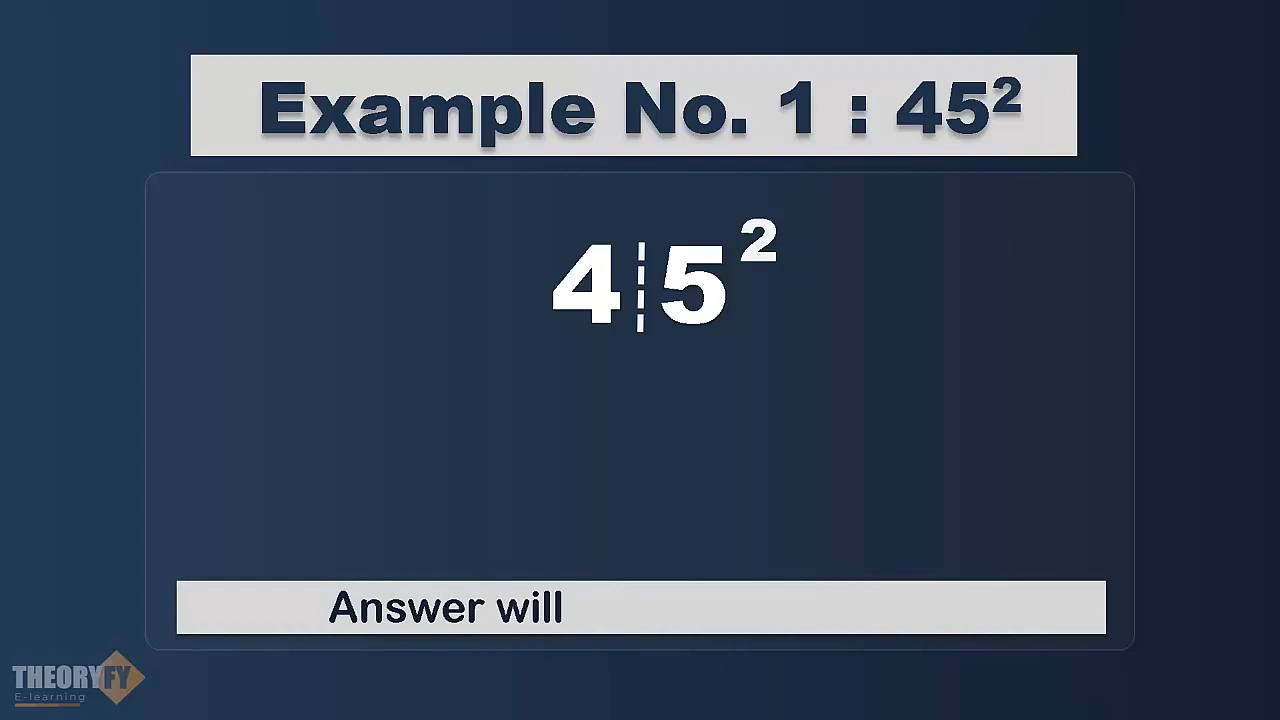 Example No. 1 : 45²
4¦5²
Answer will
THEORYFY
E-learning